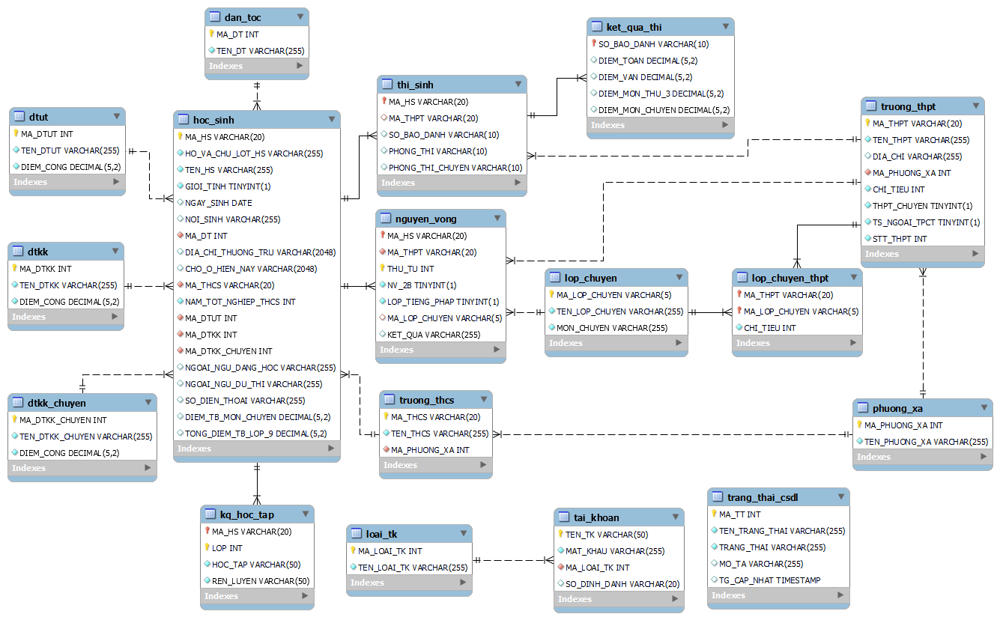 dan_toc
MA_DT INT
TEN_DT VARCHAR(255)
Indexes
ket_qua_thi
SO_BAO_DANH VARCHAR(10)
DIEM_TOAN DECIMAL(5,2)
DIEM_VAN DECIMAL(5,2)
DIEM_MON_THU_3 DECIMAL(5,2)
DIEM_MON_CHUYEN DECIMAL(5,2)
Indexes
thi_sinh
MA_HS VARCHAR(20)
MA_THPT VARCHAR(20)
SO_BAO_DANH VARCHAR(10)
PHONG_THI VARCHAR(10)
PHONG_THI_CHUYEN VARCHAR(10)
Indexes
truong_thpt
MA_THPT VARCHAR(20)
TEN_THPT VARCHAR(255)
DIA_CHI VARCHAR(255)
MA_PHUONG_XA INT
CHI_TIEU INT
THPT_CHUYEN TINYINT(1)
TS_NGOAI_TPCT TINYINT(1)
STT_THPT INT
Indexes
dtut
MA_DTUT INT
TEN_DTUT VARCHAR(255)
DIEM_CONG DECIMAL(5,2)
Indexes
hoc_sinh
MA_HS VARCHAR(20)
HO_VA_CHU_LOT_HS VARCHAR(255)
TEN_HS VARCHAR(255)
GIOI_TINH TINYINT(1)
NGAY_SINH DATE
NOI_SINH VARCHAR(255)
MA_DT INT
DIA_CHI_THUONG_TRU VARCHAR(2048)
CHO_O_HIEN_NAY VARCHAR(2048)
MA_THCS VARCHAR(20)
NAM_TOT_NGHIEP_THCS INT
MA_DTUT INT
MA_DTKK INT
MA_DTKK_CHUYEN INT
NGOAI_NGU_DANG_HOC VARCHAR(255)
NGOAI_NGU_DU_THI VARCHAR(255)
SO_DIEN_THOAI VARCHAR(255)
DIEM_TB_MON_CHUYEN DECIMAL(5,2)
TONG_DIEM_TB_LOP_9 DECIMAL(5,2)
Indexes
nguyen_vong
MA_HS VARCHAR(20)
MA_THPT VARCHAR(20)
THU_TU INT
NV_2B TINYINT(1)
LOP_TIENG_PHAP TINYINT(1)
MA_LOP_CHUYEN VARCHAR(5)
KET_QUA VARCHAR(255)
Indexes
dtkk
MA_DTKK INT
TEN_DTKK VARCHAR(255)
DIEM_CONG DECIMAL(5,2)
Indexes
lop_chuyen
MA_LOP_CHUYEN VARCHAR(5)
TEN_LOP_CHUYEN VARCHAR(255)
MON_CHUYEN VARCHAR(255)
Indexes
lop_chuyen_thpt
MA_THPT VARCHAR(20)
MA_LOP_CHUYEN VARCHAR(5)
CHI_TIEU INT
Indexes
dtkk_chuyen
MA_DTKK_CHUYEN INT
TEN_DTKK_CHUYEN VARCHAR(255)
DIEM_CONG DECIMAL(5,2)
Indexes
truong_thcs
MA_THCS VARCHAR(20)
TEN_THCS VARCHAR(255)
MA_PHUONG_XA INT
Indexes
phuong_xa
MA_PHUONG_XA INT
TEN_PHUONG_XA VARCHAR(255)
Indexes
kq_hoc_tap
MA_HS VARCHAR(20)
LOP INT
HOC_TAP VARCHAR(50)
REN_LUYEN VARCHAR(50)
Indexes
loai_tk
MA_LOAI_TK INT
TEN_LOAI_TK VARCHAR(255)
Indexes
tai_khoan
TEN_TK VARCHAR(50)
MAT_KHAU VARCHAR(255)
MA_LOAI_TK INT
SO_DINH_DANH VARCHAR(20)
Indexes
trang_thai_csdl
MA_TT INT
TEN_TRANG_THAI VARCHAR(255)
TRANG_THAI VARCHAR(255)
MO_TA VARCHAR(255)
TG_CAP_NHAT TIMESTAMP
Indexes